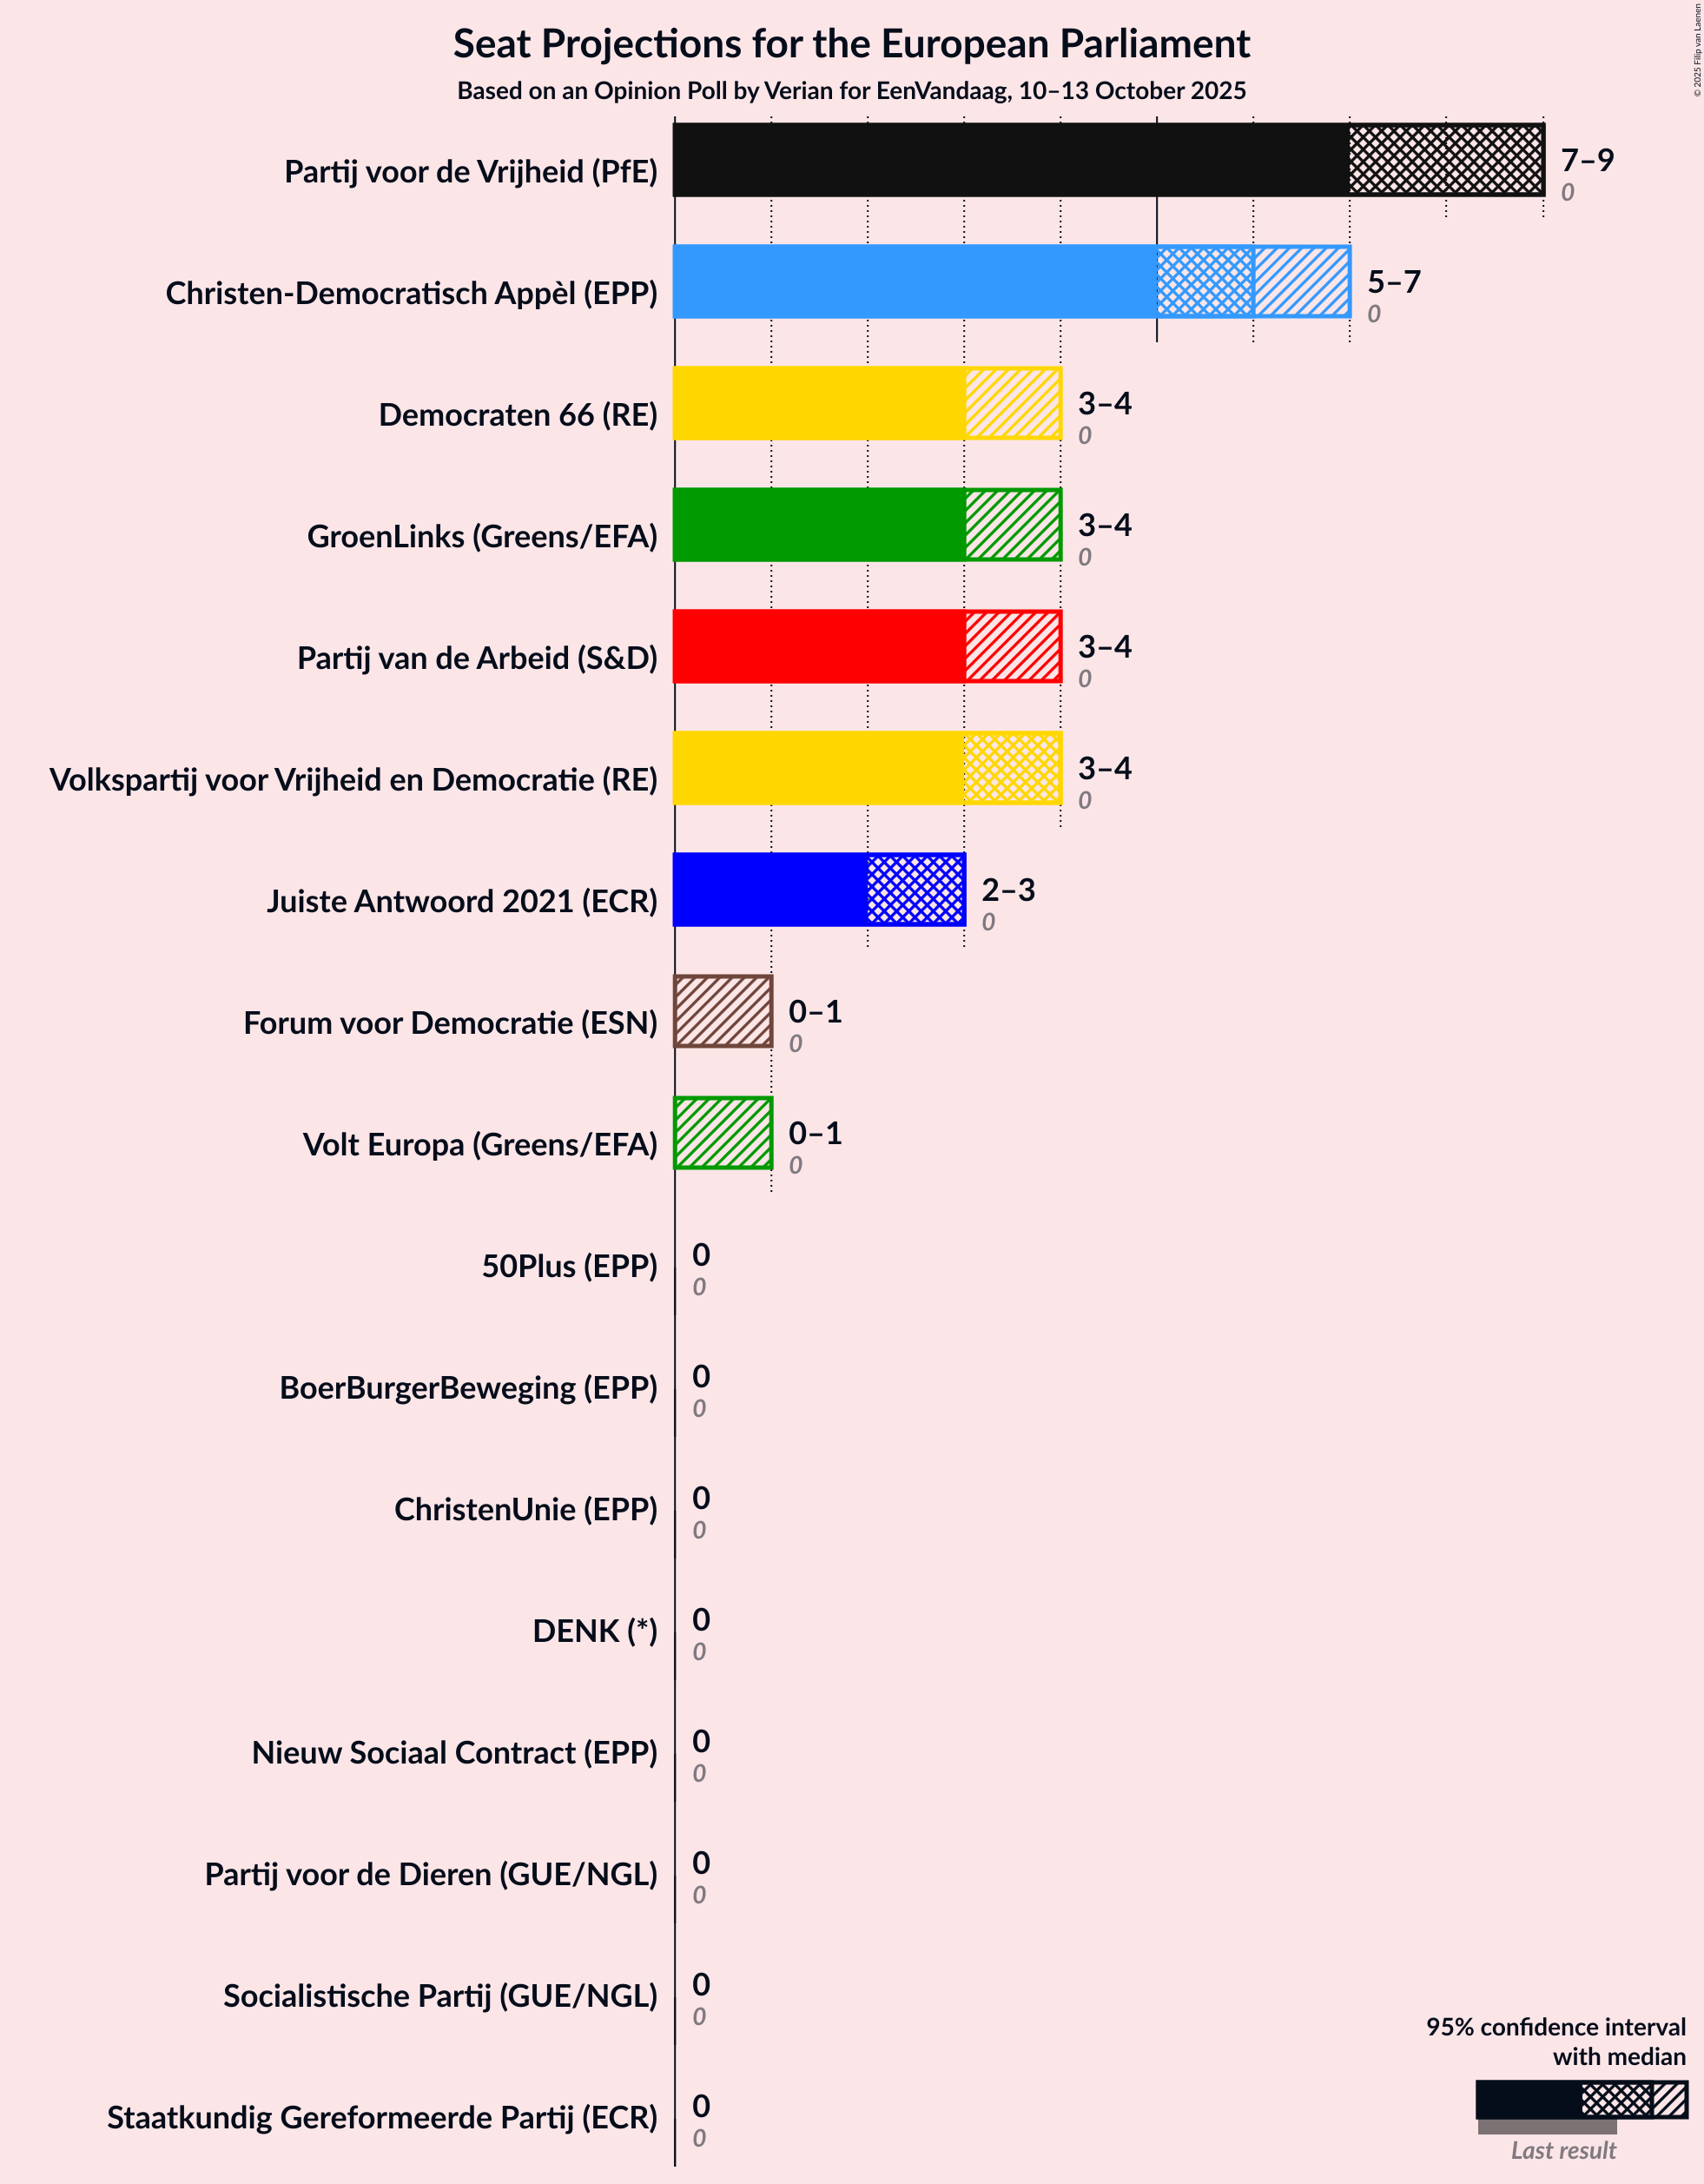 Seat Projections for the European Parliament
Based on an Opinion Poll by Verian for EenVandaag, 10–13 October 2025
© 2025 Filip van Laenen
Partij voor de Vrijheid (PfE)
7–9
0
Christen-Democratisch Appèl (EPP)
5–7
0
Democraten 66 (RE)
3–4
0
GroenLinks (Greens/EFA)
3–4
0
Partij van de Arbeid (S&D)
3–4
0
Volkspartij voor Vrijheid en Democratie (RE)
3–4
0
Juiste Antwoord 2021 (ECR)
2–3
0
Forum voor Democratie (ESN)
0–1
0
Volt Europa (Greens/EFA)
0–1
0
50Plus (EPP)
0
0
BoerBurgerBeweging (EPP)
0
0
ChristenUnie (EPP)
0
0
DENK (*)
0
0
Nieuw Sociaal Contract (EPP)
0
0
Partij voor de Dieren (GUE/NGL)
0
0
Socialistische Partij (GUE/NGL)
0
0
Staatkundig Gereformeerde Partij (ECR)
0
0
95% confidence interval
with median
Last result